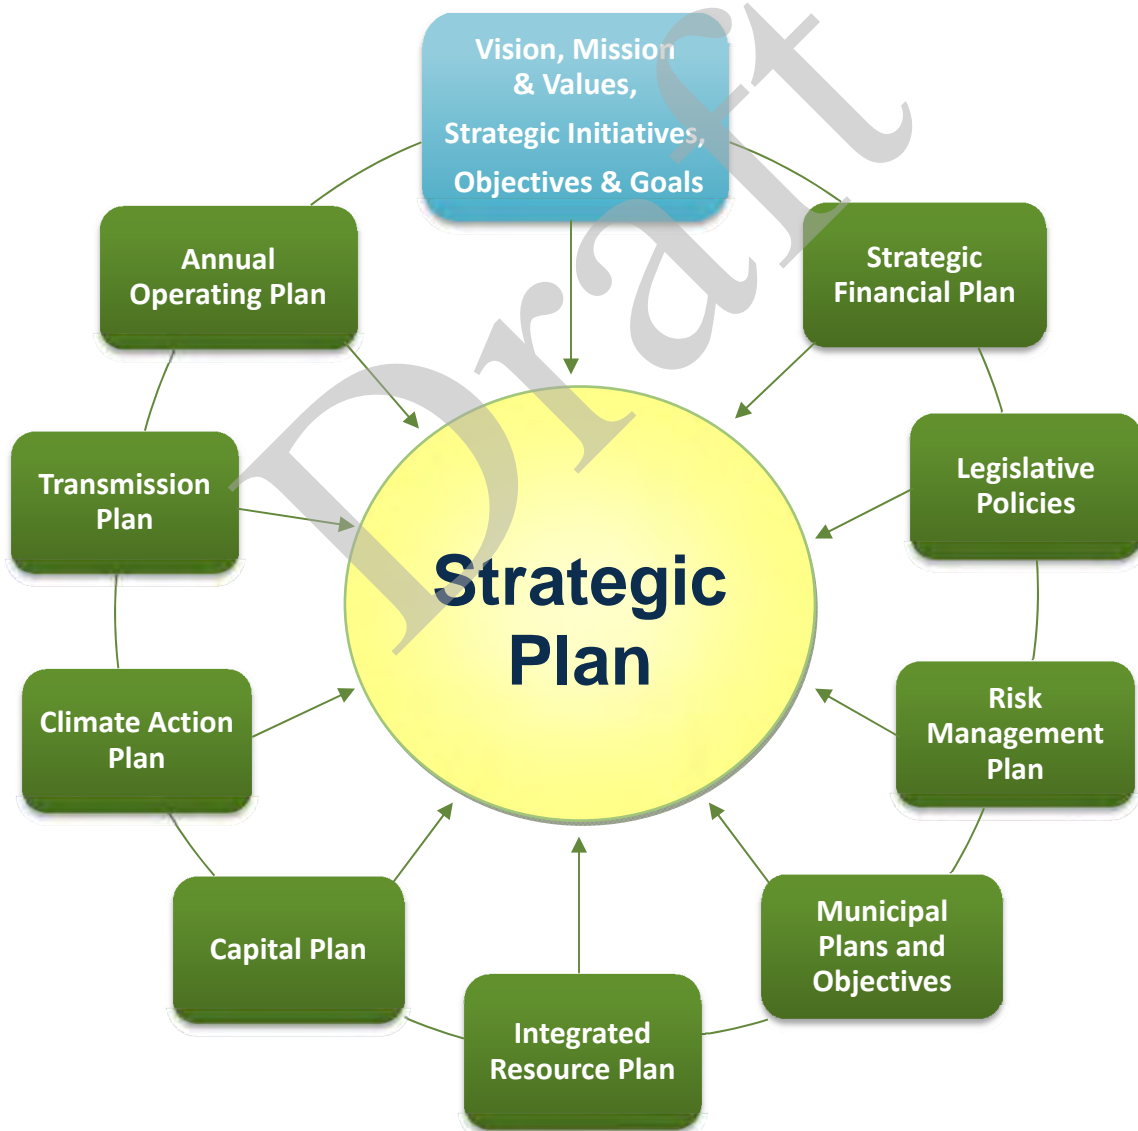 Vision, Mission
& Values,
Strategic Initiatives,
Objectives & Goals
Strategic
Financial Plan
Legislative
Policies
Risk
Management
Plan
Municipal
Plans and
Objectives
Integrated
Resource Plan
Capital Plan
Climate Action
Plan
Transmission
Plan
Annual
Operating Plan
Strategic
Plan
Draft